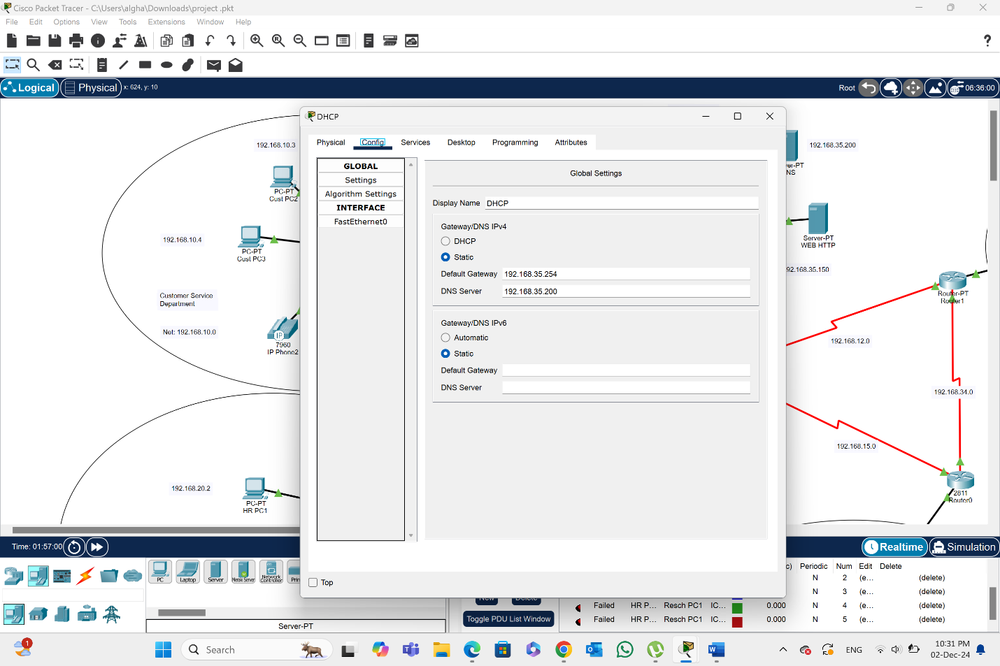 Cisco Packet Tracer - C:\Users\algha\Downloads\project .pkt
File Edit Options View Tools Extensions Window Help
Logical Physical x: 624, y: 10 Root 06:36:00
DHCP
Physical Config Services Desktop Programming Attributes
GLOBAL
Settings
Algorithm Settings
INTERFACE
FastEthernet0
Global Settings
Display Name DHCP
Gateway/DNS IPv4
DHCP
Static
Default Gateway 192.168.35.254
DNS Server 192.168.35.200
Gateway/DNS IPv6
Automatic
Static
Default Gateway
DNS Server
Top
192.168.10.3
PC-PT
Cust PC2
192.168.10.4
PC-PT
Cust PC3
Customer Service
Department
Net: 192.168.10.0
IP
7960
IP Phone2
192.168.20.2
PC-PT
HR PC1
192.168.35.200
er-PT
NS
Server-PT
WEB HTTP
92.168.35.150
Router-PT
Router1
192.168.12.0
192.168.34.0
192.168.15.0
2811
Router0
Time: 01:57:00 Realtime Simulation
PC Laptop Server Meraki Server Network Controller Prin
Server-PT
New Delete
Toggle PDU List Window
c) Periodic Num Edit Delete
N 2 (e... (delete)
N 3 (e... (delete)
Failed HR P... Resch PC1 IC... 0.000 N 4 (e... (delete)
Failed HR P... Resch PC1 IC... 0.000 N 5 (e... (delete)
1
Search
ENG
10:31 PM
02-Dec-24